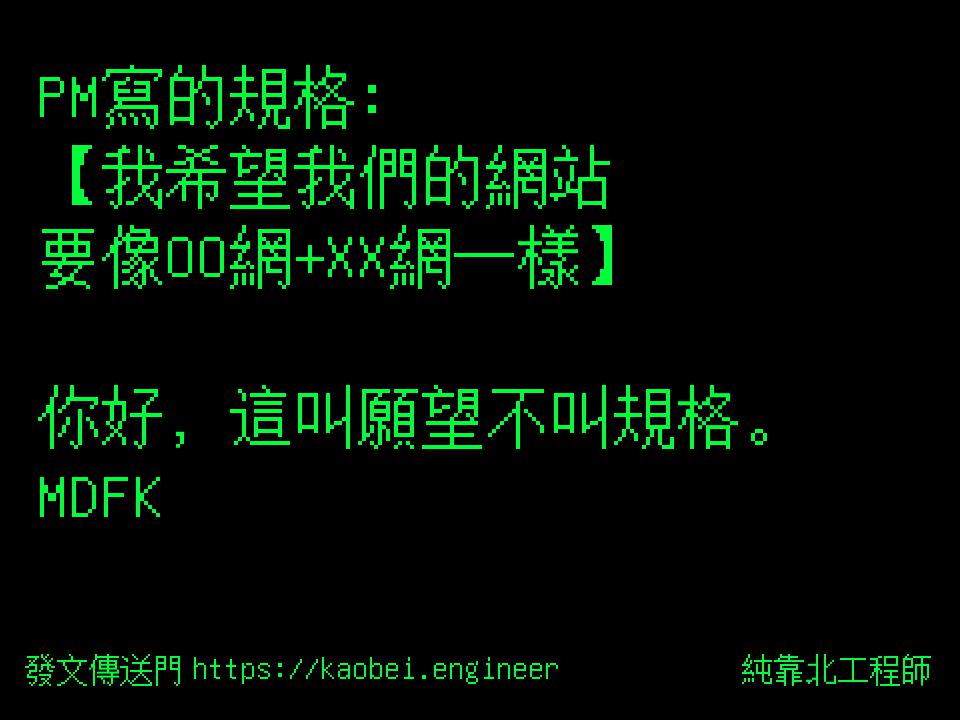 PM寫的規格:
【我希望我們的網站
要像OO網+XX網一樣】
你好, 這叫願望不叫規格。
MDFK
發文傳送門 https://kaobei.engineer
純靠北工程師